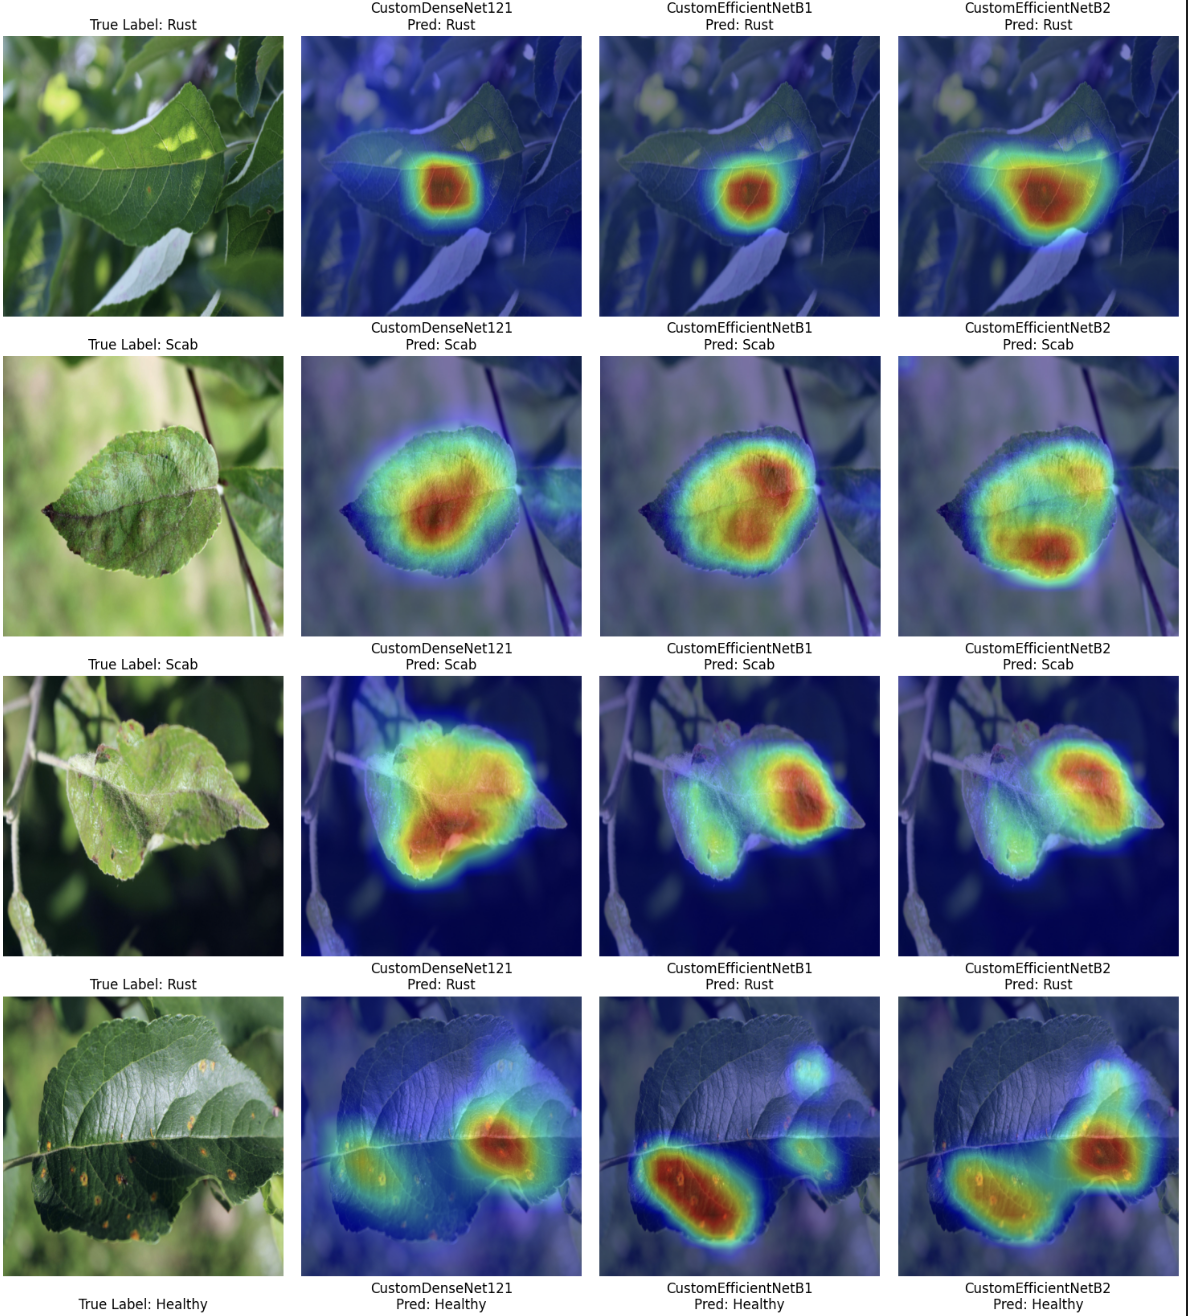 CustomDenseNet121
CustomEfficientNetB1
CustomEfficientNetB2
True Label: Rust
Pred: Rust
Pred: Rust
Pred: Rust
CustomDenseNet121
CustomEfficientNetB1
CustomEfficientNetB2
True Label: Scab
Pred: Scab
Pred: Scab
Pred: Scab
CustomDenseNet121
CustomEfficientNetB1
CustomEfficientNetB2
True Label: Scab
Pred: Scab
Pred: Scab
Pred: Scab
CustomDenseNet121
CustomEfficientNetB1
CustomEfficientNetB2
True Label: Rust
Pred: Rust
Pred: Rust
Pred: Rust
CustomDenseNet121
CustomEfficientNetB1
CustomEfficientNetB2
True Label: Healthy
Pred: Healthy
Pred: Healthy
Pred: Healthy